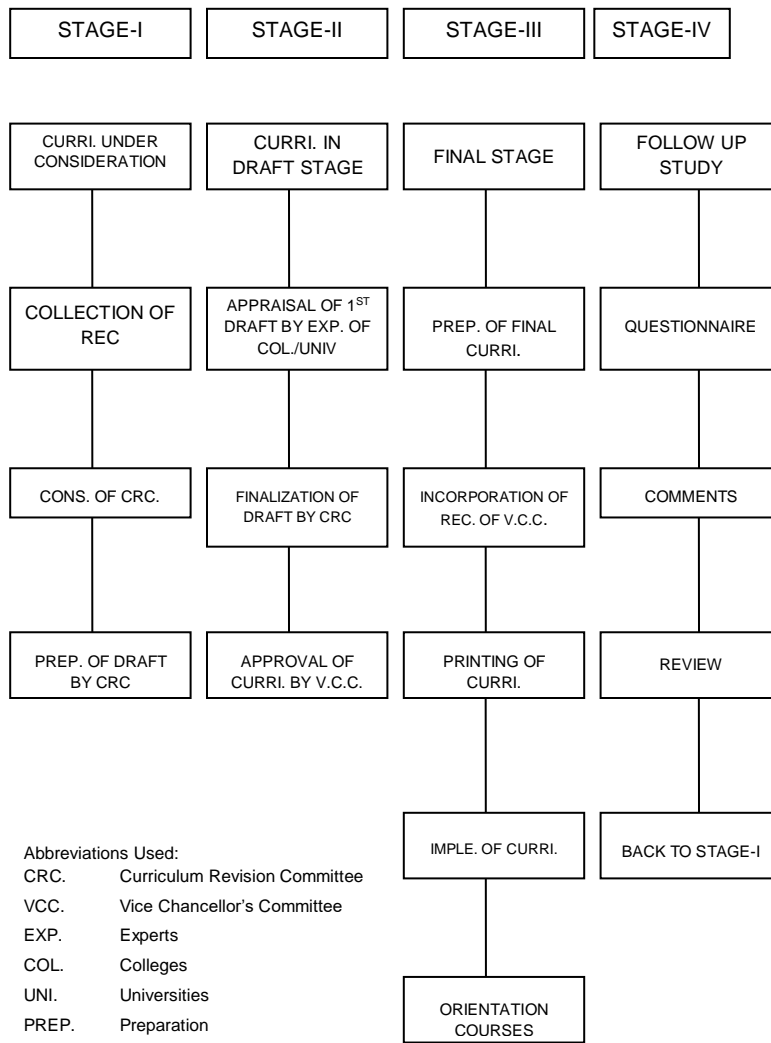 STAGE-I
STAGE-II
STAGE-III
STAGE-IV
CURRI. UNDER
CONSIDERATION
COLLECTION OF
REC
CONS. OF CRC.
PREP. OF DRAFT
BY CRC
CURRI. IN
DRAFT STAGE
APPRAISAL OF 1ST
DRAFT BY EXP. OF
COL./UNIV
FINALIZATION OF
DRAFT BY CRC
APPROVAL OF
CURRI. BY V.C.C.
FINAL STAGE
PREP. OF FINAL
CURRI.
INCORPORATION OF
REC. OF V.C.C.
PRINTING OF
CURRI.
IMPLE. OF CURRI.
ORIENTATION
COURSES
FOLLOW UP
STUDY
QUESTIONNAIRE
COMMENTS
REVIEW
BACK TO STAGE-I
Abbreviations Used:
CRC. Curriculum Revision Committee
VCC. Vice Chancellor's Committee
EXP. Experts
COL. Colleges
UNI. Universities
PREP. Preparation